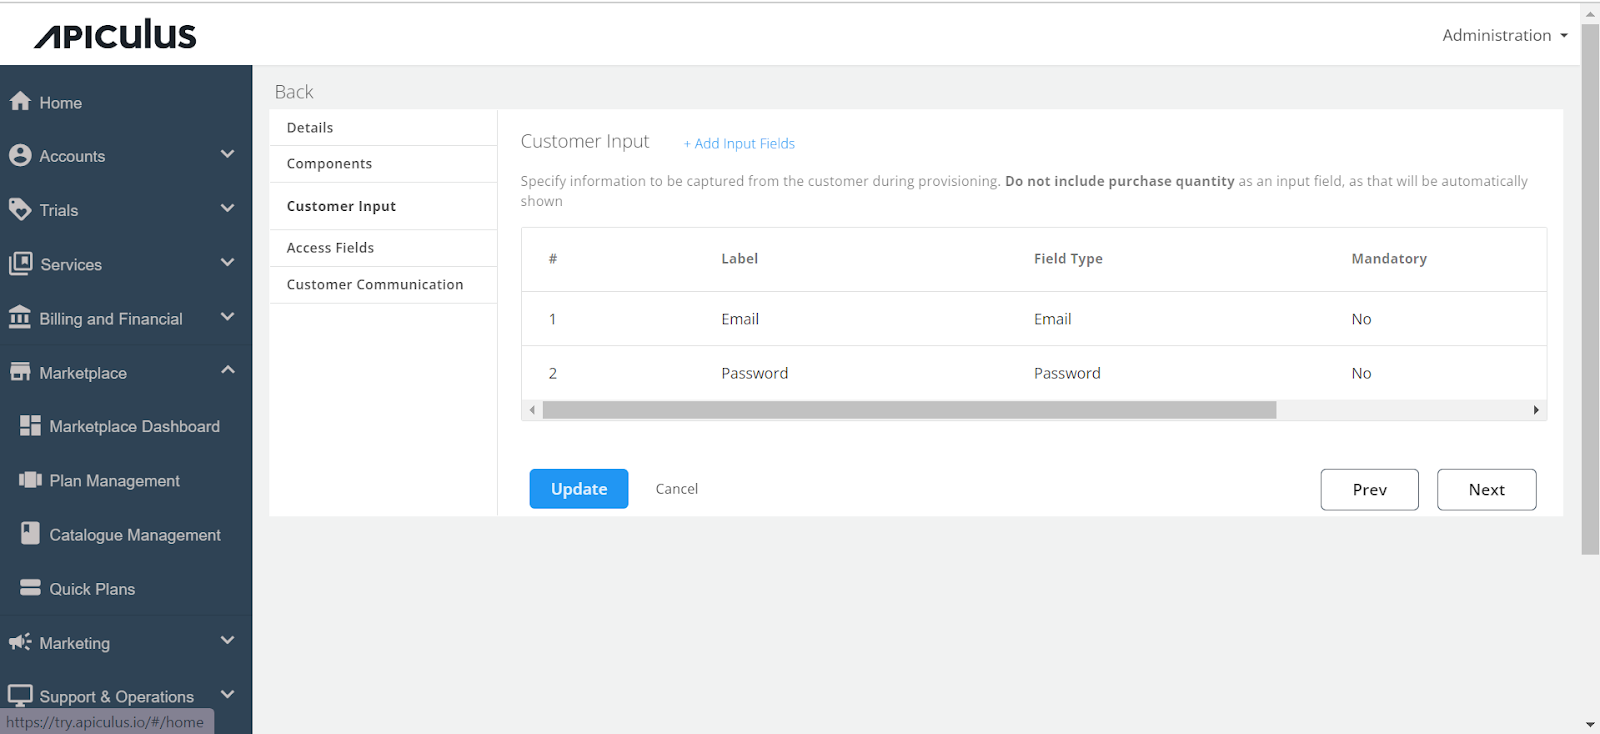 APICULUS
Administration
Home
Accounts
Trials
Services
Billing and Financial
Marketplace
Marketplace Dashboard
Plan Management
Catalogue Management
Quick Plans
Marketing
Support & Operations
https://try.apiculus.io/#/home
Back
Details
Components
Customer Input
Access Fields
Customer Communication
Customer Input + Add Input Fields
Specify information to be captured from the customer during provisioning. Do not include purchase quantity as an input field, as that will be automatically
shown
# Label Field Type Mandatory
1 Email Email No
2 Password Password No
Update Cancel Prev Next